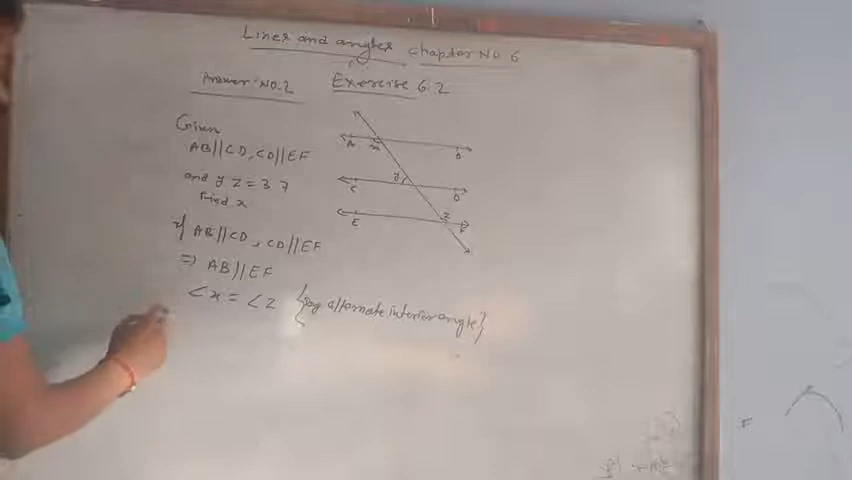 Lines and angles chapter No 6
Answer No.2 Exercise 6.2
Given
AB//CD, CD//EF
and y z = 3 7
Find x
A x B
C y D
E z F
if AB//CD, CD//EF
=> AB//EF
<x = <z {by alternate interior angle}